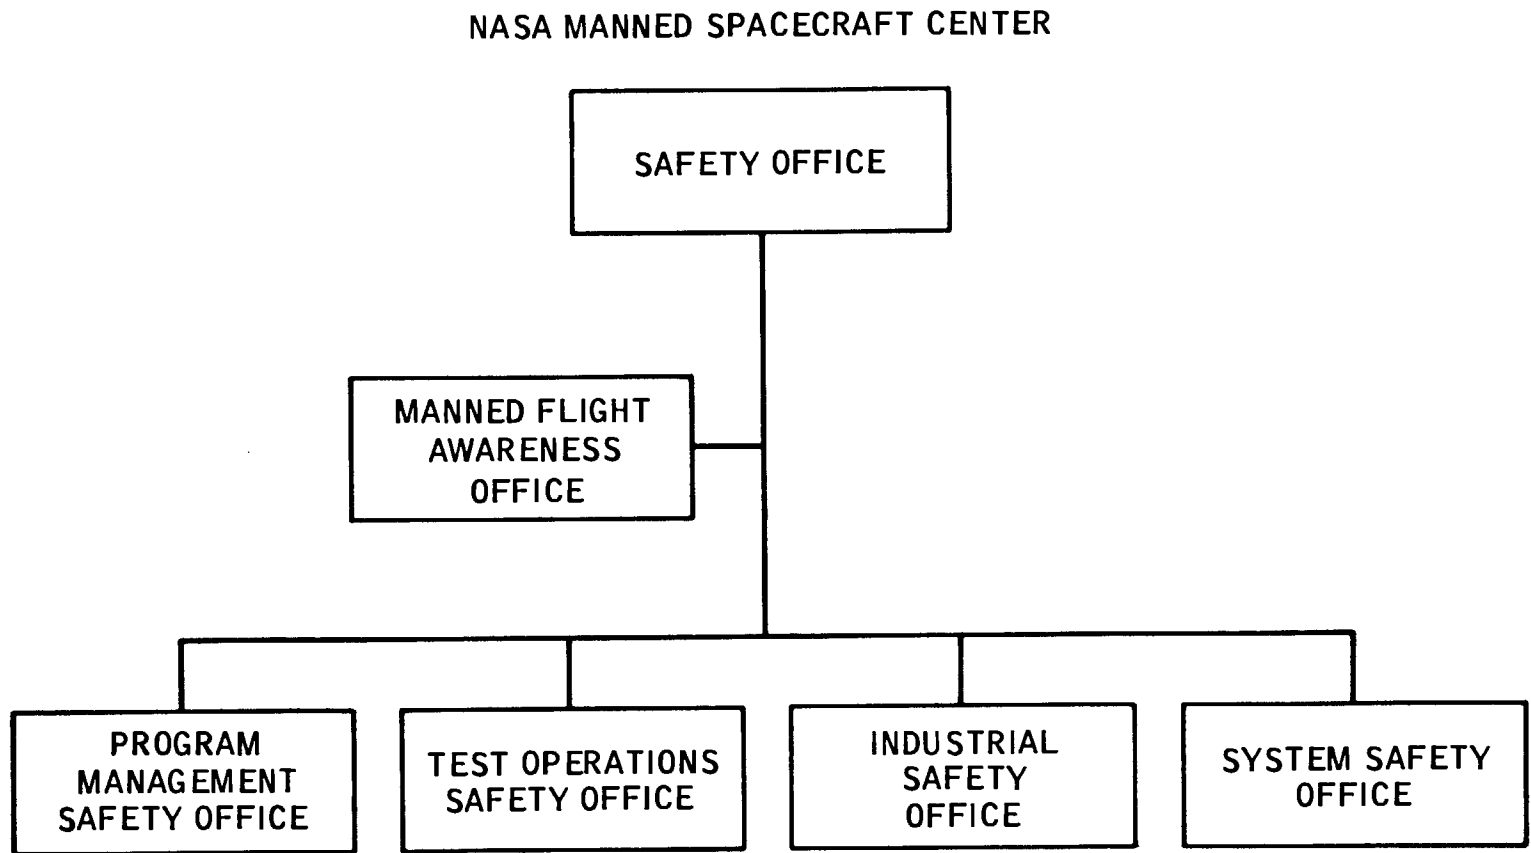 NASA MANNED SPACECRAFT CENTER
SAFETY OFFICE
MANNED FLIGHT
AWARENESS
OFFICE
PROGRAM
MANAGEMENT
SAFETY OFFICE
TEST OPERATIONS
SAFETY OFFICE
INDUSTRIAL
SAFETY
OFFICE
SYSTEM SAFETY
OFFICE